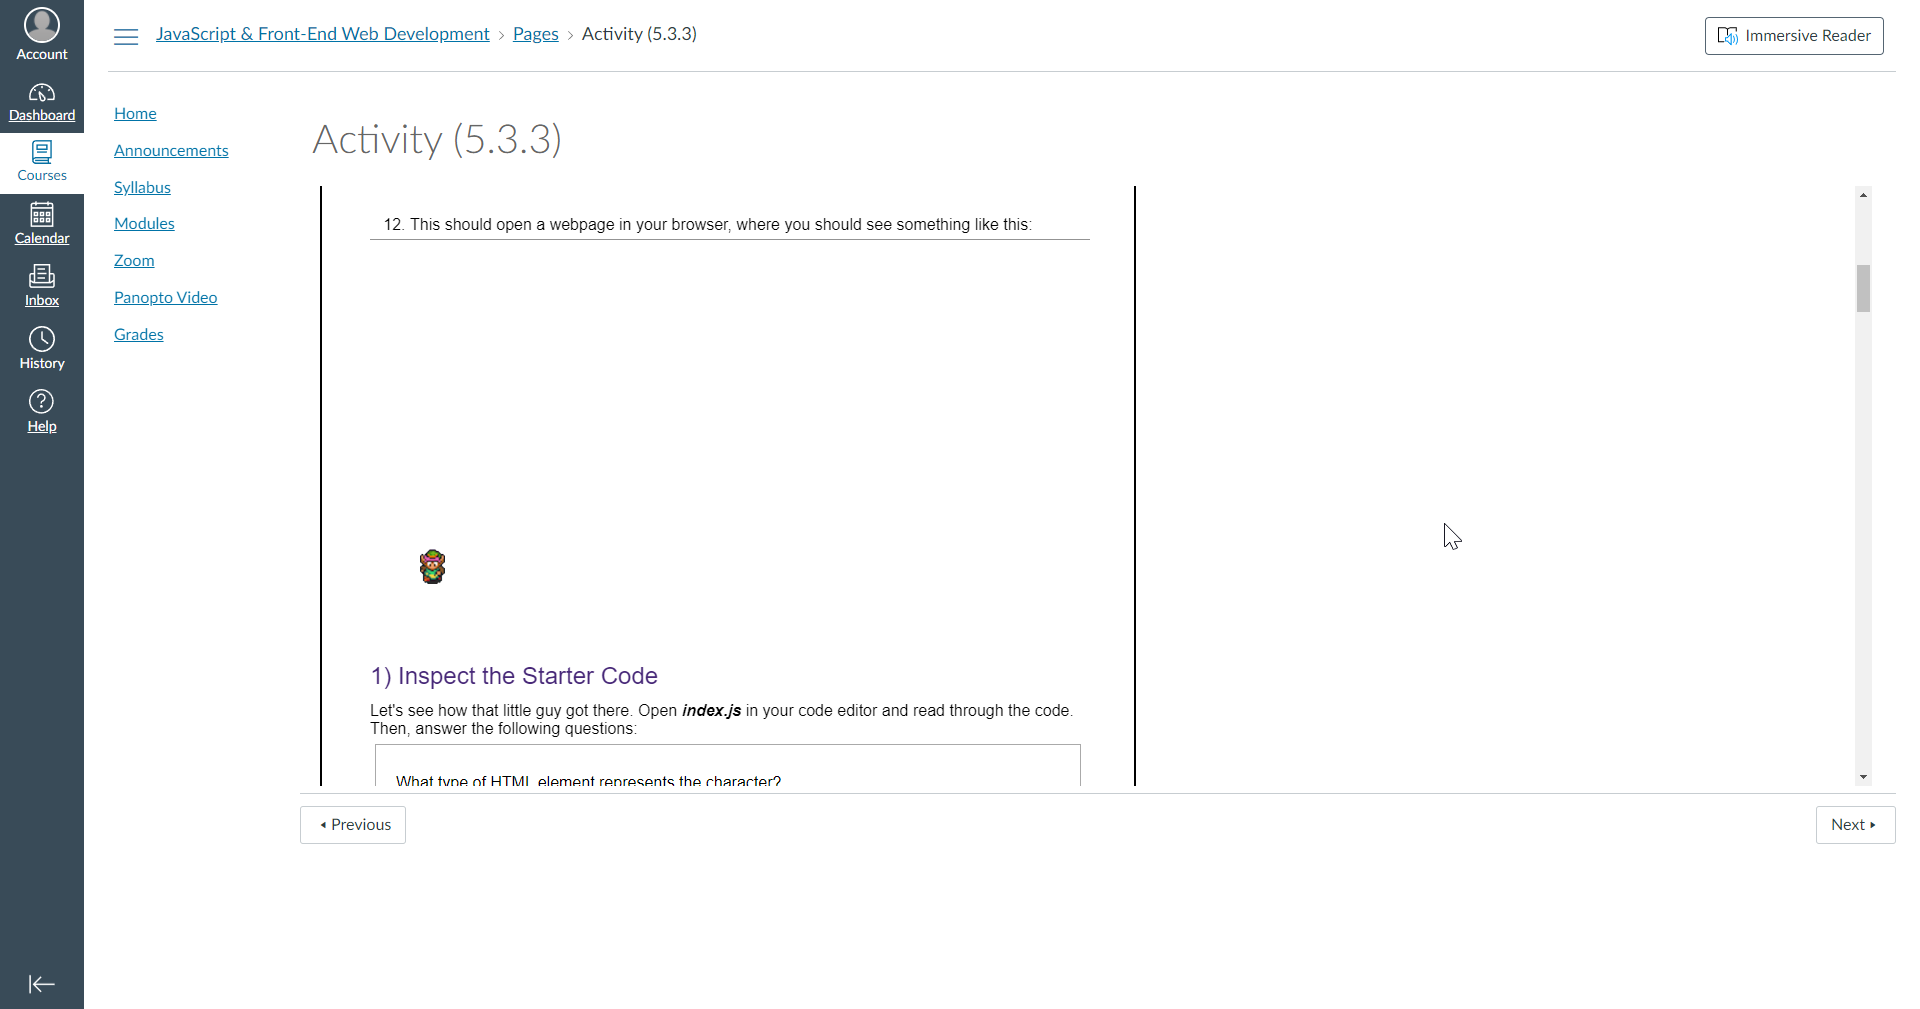 Account
Dashboard
Courses
Calendar
Inbox
History
Help
JavaScript & Front-End Web Development › Pages › Activity (5.3.3)
Immersive Reader
Home
Announcements
Syllabus
Modules
Zoom
Panopto Video
Grades
Activity (5.3.3)
12. This should open a webpage in your browser, where you should see something like this:
1) Inspect the Starter Code
Let's see how that little guy got there. Open index.js in your code editor and read through the code.
Then, answer the following questions:
What type of HTML element represents the character?
Previous
Next